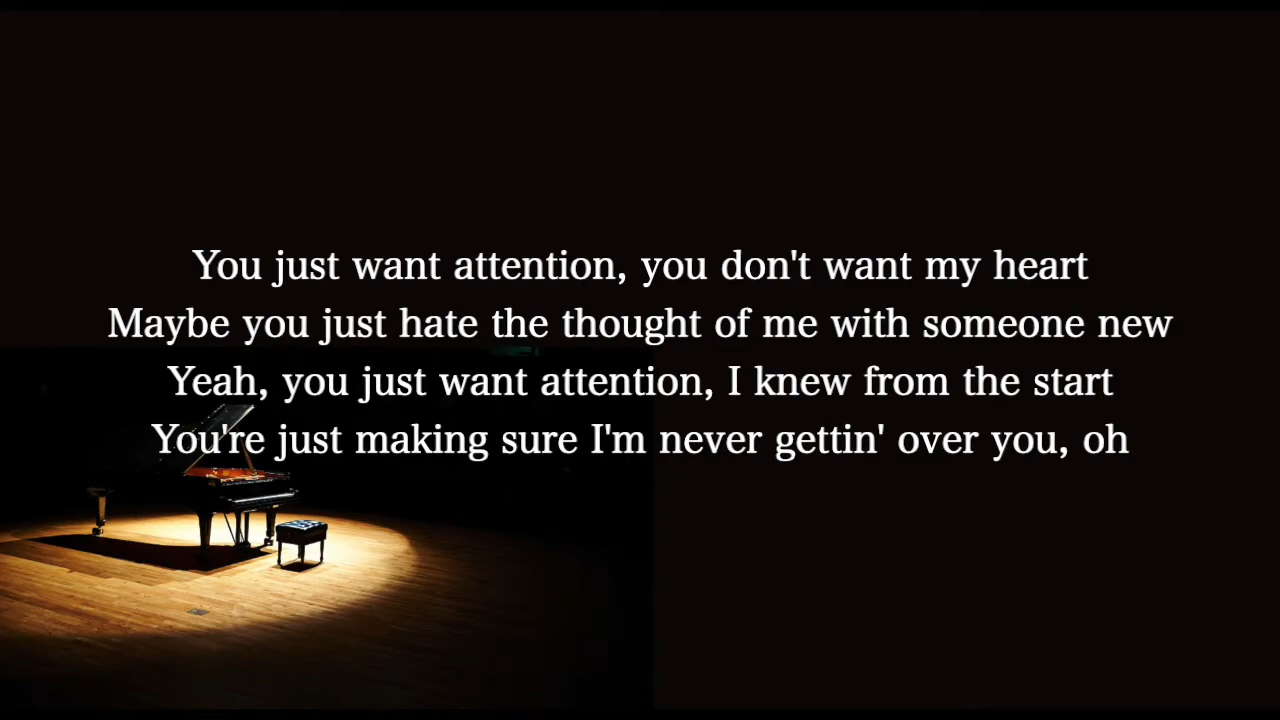 You just want attention, you don't want my heart
Maybe you just hate the thought of me with someone new
Yeah, you just want attention, I knew from the start
You're just making sure I'm never gettin' over you, oh